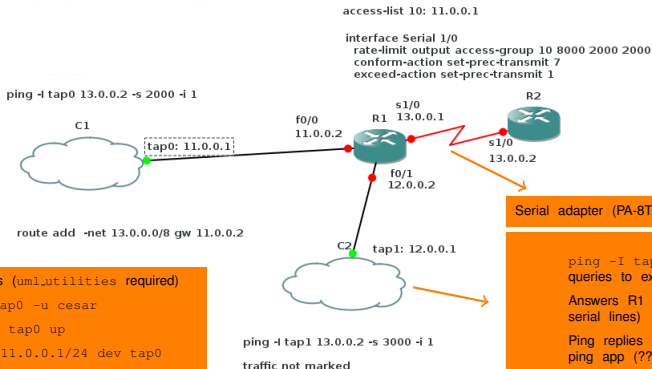 access-list 10: 11.0.0.1
interface Serial 1/0
rate-limit output access-group 10 8000 2000 2000
conform-action set-prec-transmit 7
exceed-action set-prec-transmit 1
ping -I tap0 13.0.0.2 -s 2000 -i 1
C1
tap0: 11.0.0.1
f0/0
11.0.0.2
R1
s1/0
13.0.0.1
R2
s1/0
13.0.0.2
f0/1
12.0.0.2
Serial adapter (PA-8T
route add -net 13.0.0.0/8 gw 11.0.0.2
C2
tap1: 12.0.0.1
s (uml_utilities required)
ap0 -u cesar
tap0 up
11.0.0.1/24 dev tap0
ping -I tap
queries to ex
Answers R1
serial lines)
Ping replies
ping app (??
ping -I tap1 13.0.0.2 -s 3000 -i 1
traffic not marked